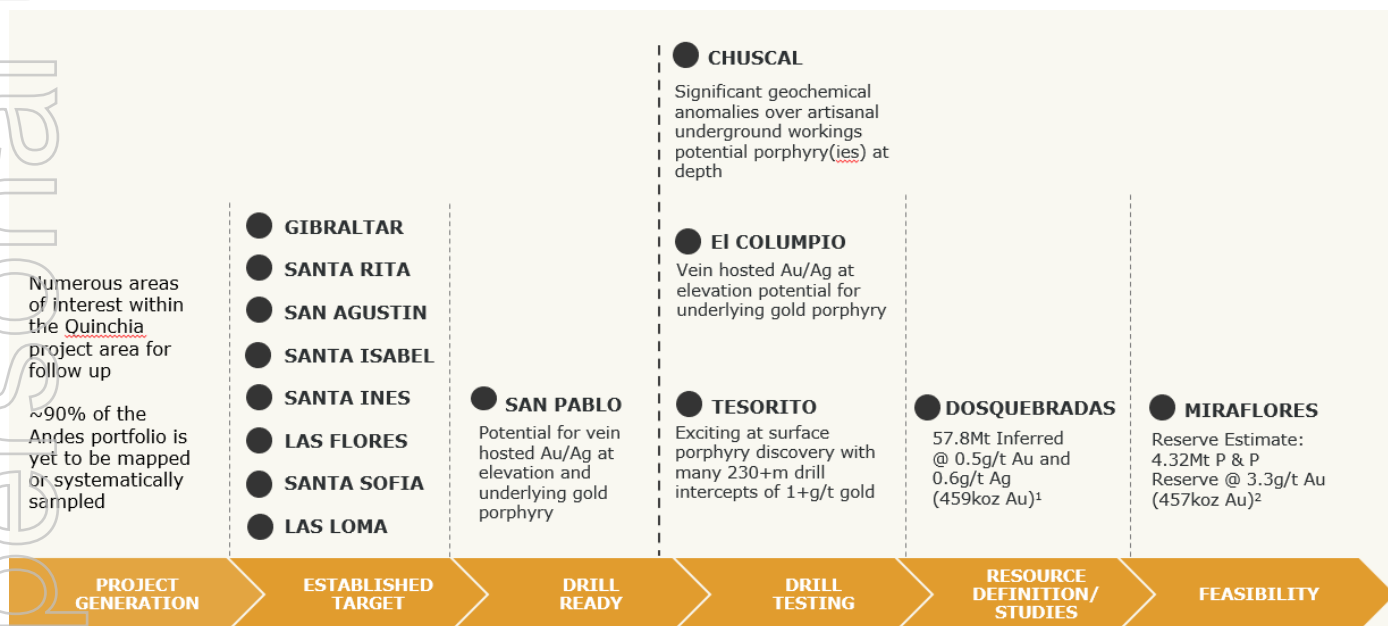 personal
Numerous areas
of interest within
the Quinchia
project area for
follow up
~90% of the
Andes portfolio is
yet to be mapped
or systematically
sampled
GIBRALTAR
SANTA RITA
SAN AGUSTIN
SANTA ISABEL
SANTA INES
LAS FLORES
SANTA SOFIA
LAS LOMA
SAN PABLO
Potential for vein
hosted Au/Ag at
elevation and
underlying gold
porphyry
CHUSCAL
Significant geochemical
anomalies over artisanal
underground workings
potential porphyry(ies) at
depth
El COLUMPIO
Vein hosted Au/Ag at
elevation potential for
underlying gold porphyry
TESORITO
Exciting at surface
porphyry discovery with
many 230+m drill
intercepts of 1+g/t gold
DOSQUEBRADAS
57.8Mt Inferred
@ 0.5g/t Au and
0.6g/t Ag
(459koz Au)¹
MIRAFLORES
Reserve Estimate:
4.32Mt P & P
Reserve @ 3.3g/t Au
(457koz Au)²
PROJECT
GENERATION
ESTABLISHED
TARGET
DRILL
READY
DRILL
TESTING
RESOURCE
DEFINITION/
STUDIES
FEASIBILITY